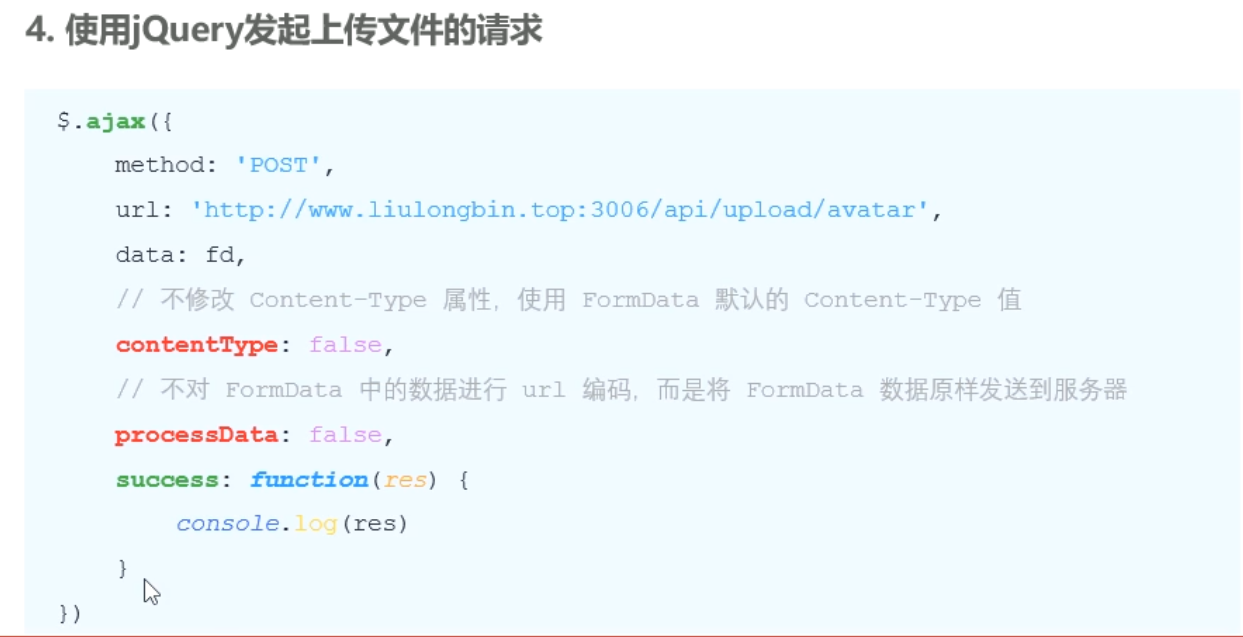 4. 使用jQuery发起上传文件的请求
$.ajax({
method: 'POST',
url: 'http://www.liulongbin.top:3006/api/upload/avatar',
data: fd,
// 不修改 Content-Type 属性，使用 FormData 默认的 Content-Type 值
contentType: false,
// 不对 FormData 中的数据进行 url 编码，而是将 FormData 数据原样发送到服务器
processData: false,
success: function(res) {
console.log(res)
}
})